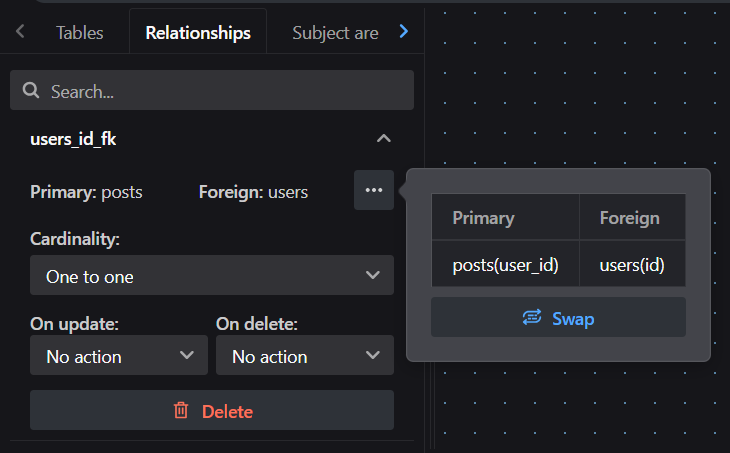 Tables Relationships Subject are
Search...
users_id_fk
Primary: posts Foreign: users
Primary Foreign
posts(user_id) users(id)
Swap
Cardinality:
One to one
On update: On delete:
No action No action
Delete